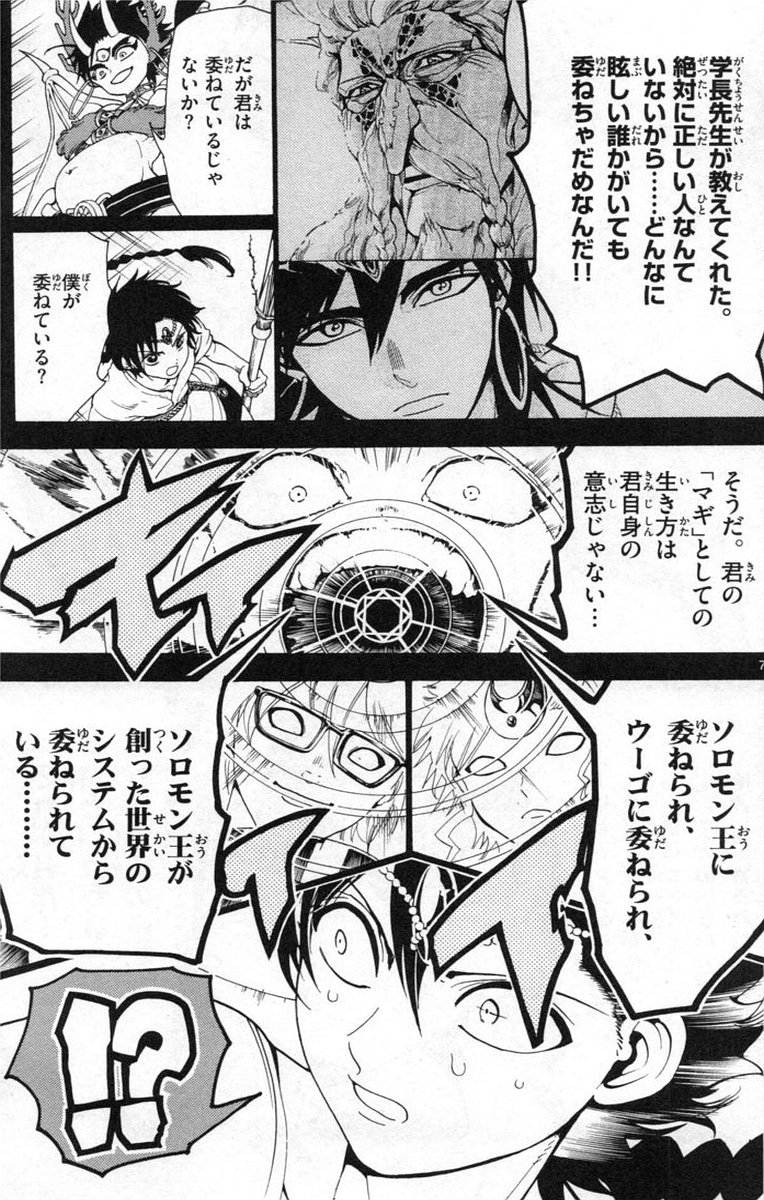 学長先生が教えてくれた。
絶対に正しい人なんて
いないから……どんなに
眩しい誰かがいても
委ねちゃだめなんだ!!
だが君は
委ねているじゃ
ないか?
僕が
委ねている?
そうだ。君の
「マギ」としての
生き方は
君自身の
意志じゃない…
7
ソロモン王に
委ねられ、
ウーゴに委ねられ、
ソロモン王が
創った世界の
システムから
委ねられて
いる………
!?